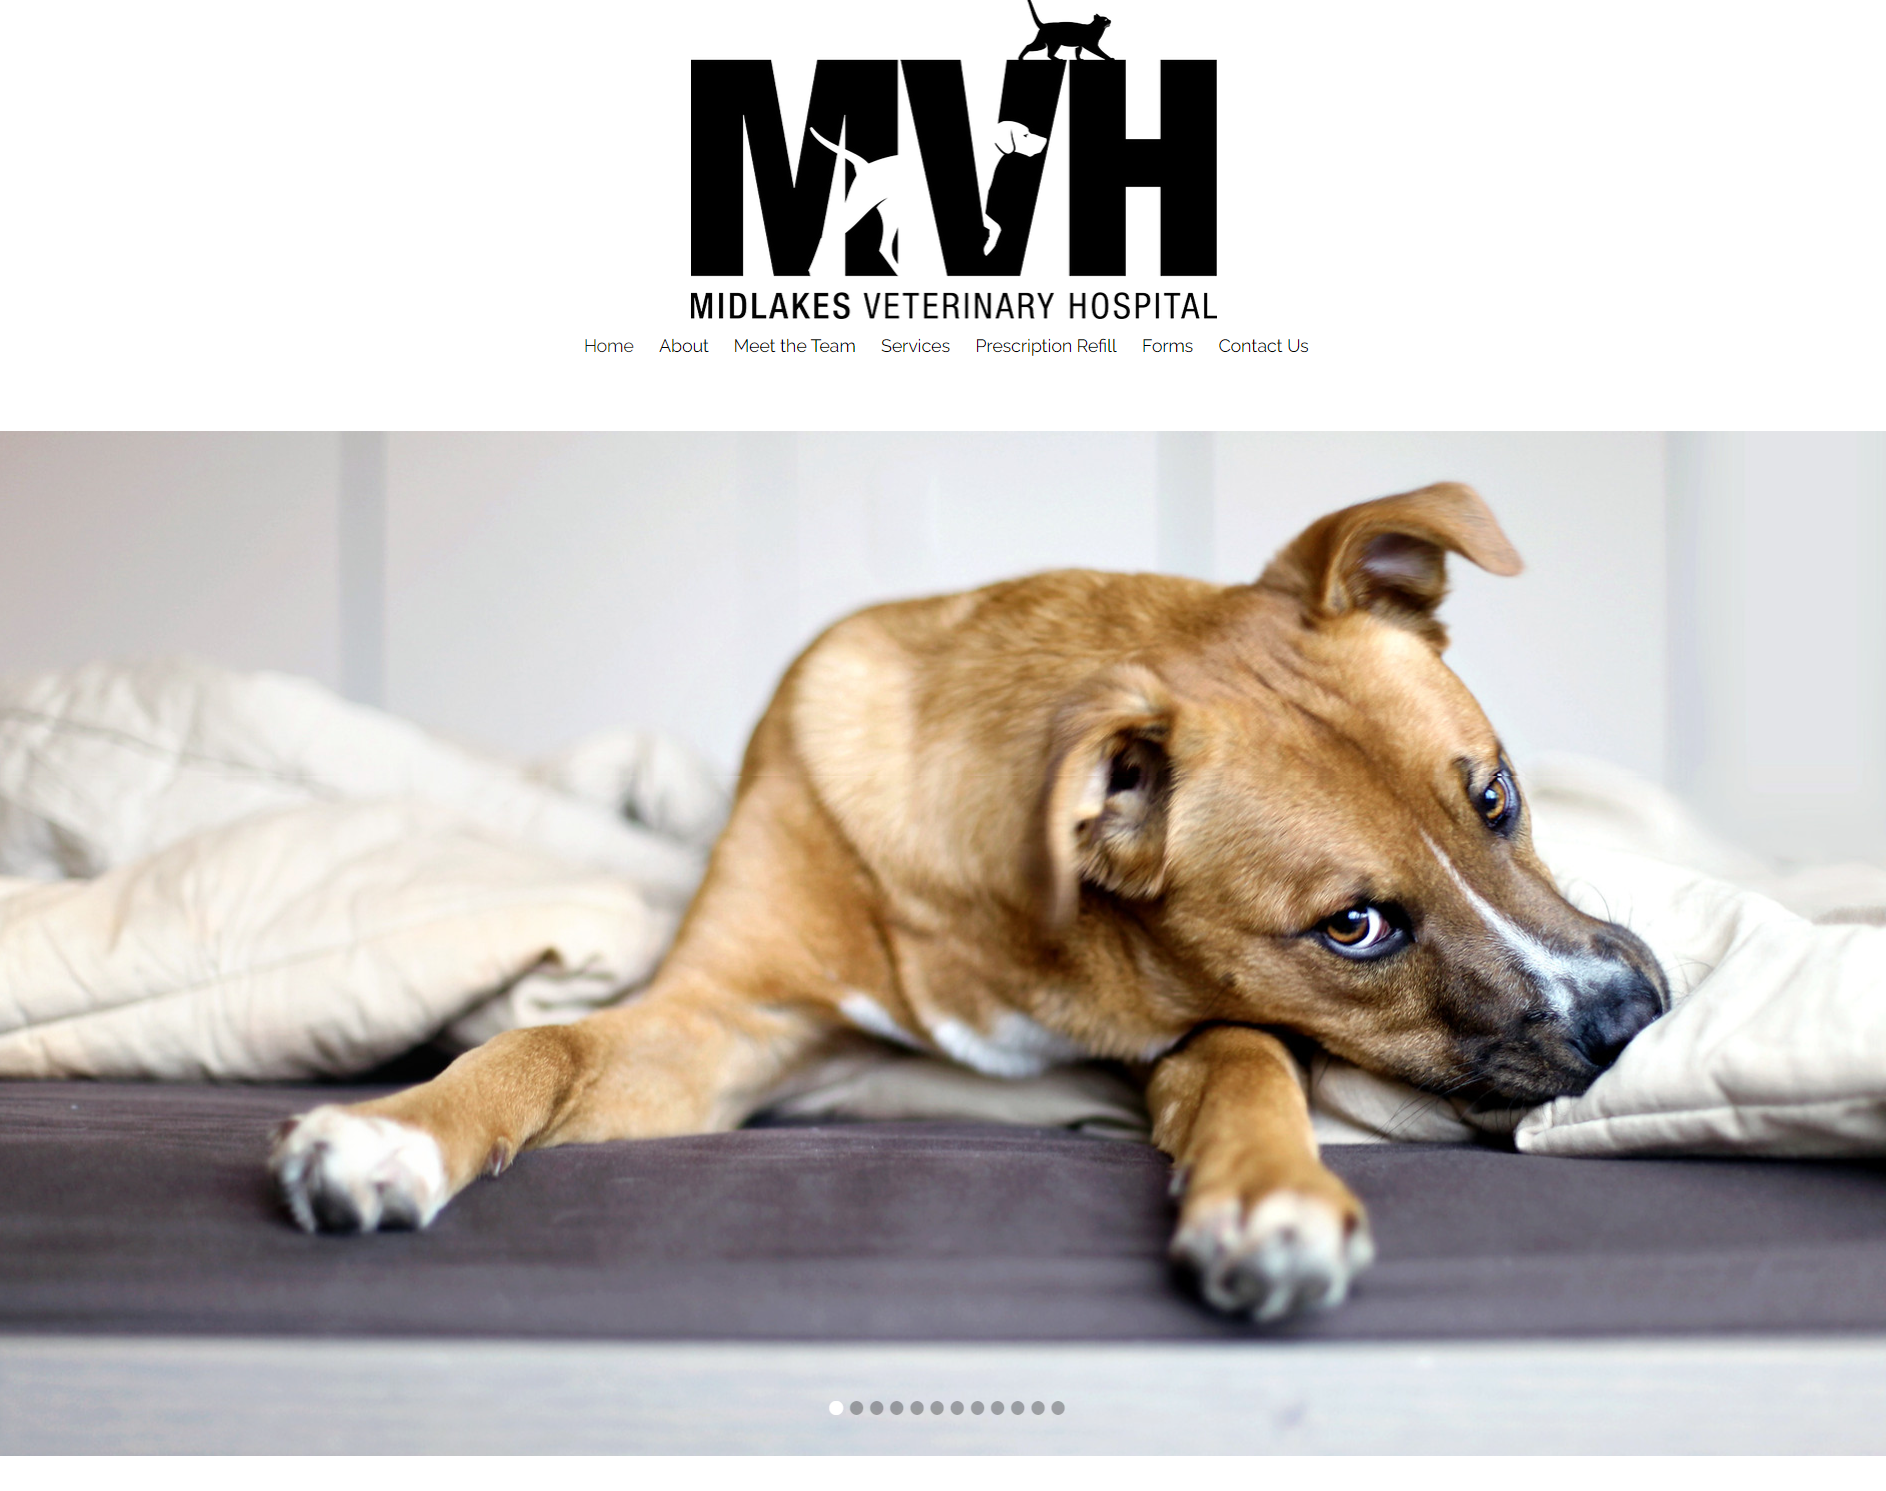 MVH
MIDLAKES VETERINARY HOSPITAL
Home About Meet the Team Services Prescription Refill Forms Contact Us